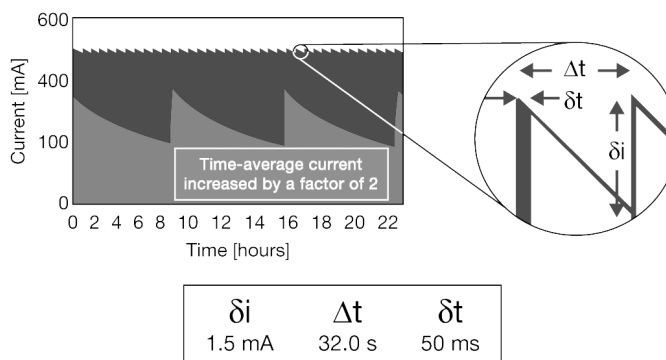 600
400
100
0
Current [mA]
0 2 4 6 8 10 12 14 16 18 20 22
Time [hours]
Time-average current
increased by a factor of 2
Δt
δt
δi
δi Δt δt
1.5 mA 32.0 s 50 ms